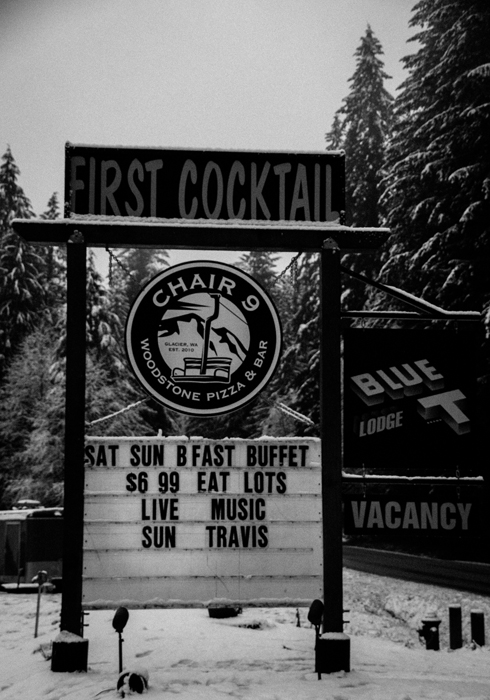 FIRST COCKTAIL
CHAIR 9
GLACIER, WA
EST. 2010
WOODSTONE PIZZA & BAR
SAT SUN BFAST BUFFET
$6 99 EAT LOTS
LIVE MUSIC
SUN TRAVIS
BLUE
T
LODGE
VACANCY